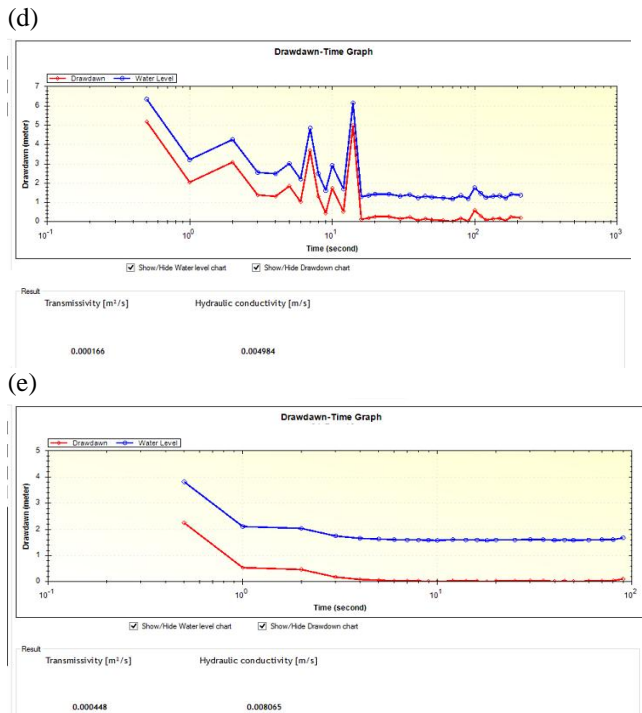 (d)
Drawdawn-Time Graph
Drawdawn Water Level
Drawdawn (meter)
7
6
5
4
3
2
1
0
10⁻¹ 10⁰ 10¹ 10² 10³
Time (second)
Show/Hide Water level chart Show/Hide Drawdown chart
Result
Transmissivity [m²/s] Hydraulic conductivity [m/s]
0.000166 0.004984
(e)
Drawdawn-Time Graph
Drawdawn Water Level
Drawdawn (meter)
5
4
3
2
1
0
10⁻¹ 10⁰ 10¹ 10²
Time (second)
Show/Hide Water level chart Show/Hide Drawdown chart
Result
Transmissivity [m²/s] Hydraulic conductivity [m/s]
0.000448 0.008065